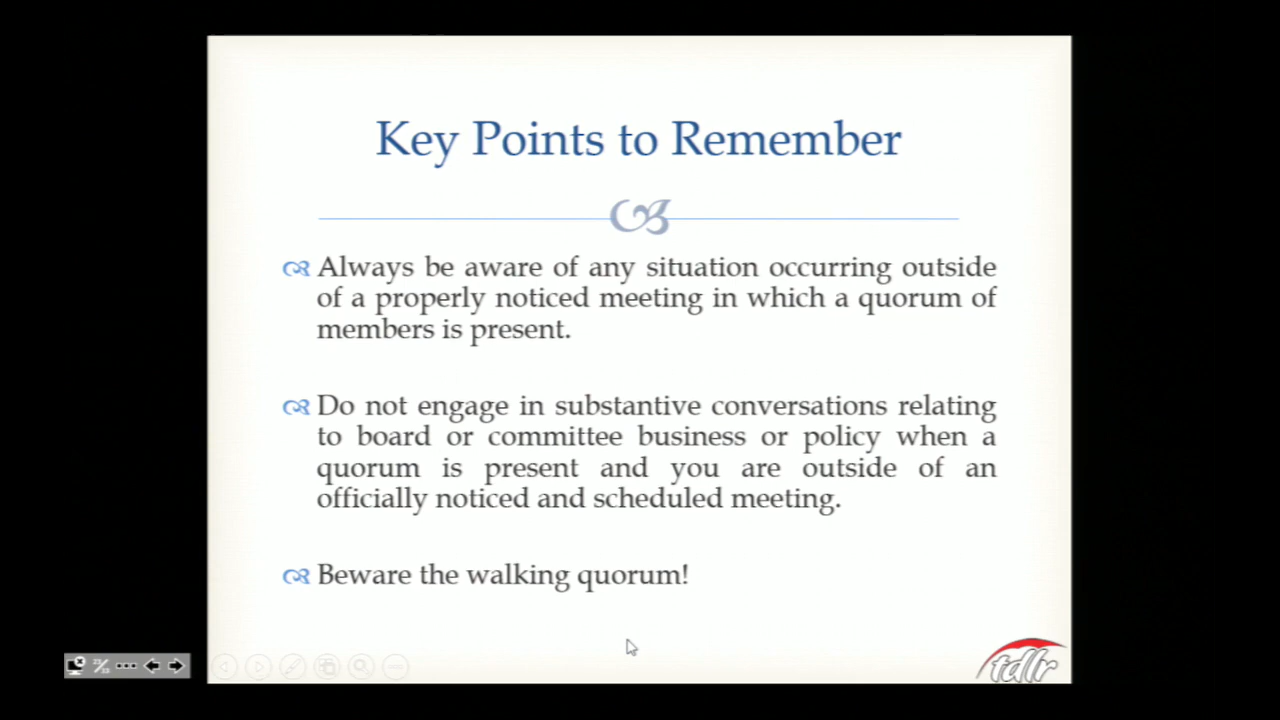 Key Points to Remember
Always be aware of any situation occurring outside
of a properly noticed meeting in which a quorum of
members is present.
Do not engage in substantive conversations relating
to board or committee business or policy when a
quorum is present and you are outside of an
officially noticed and scheduled meeting.
Beware the walking quorum!
tdlr